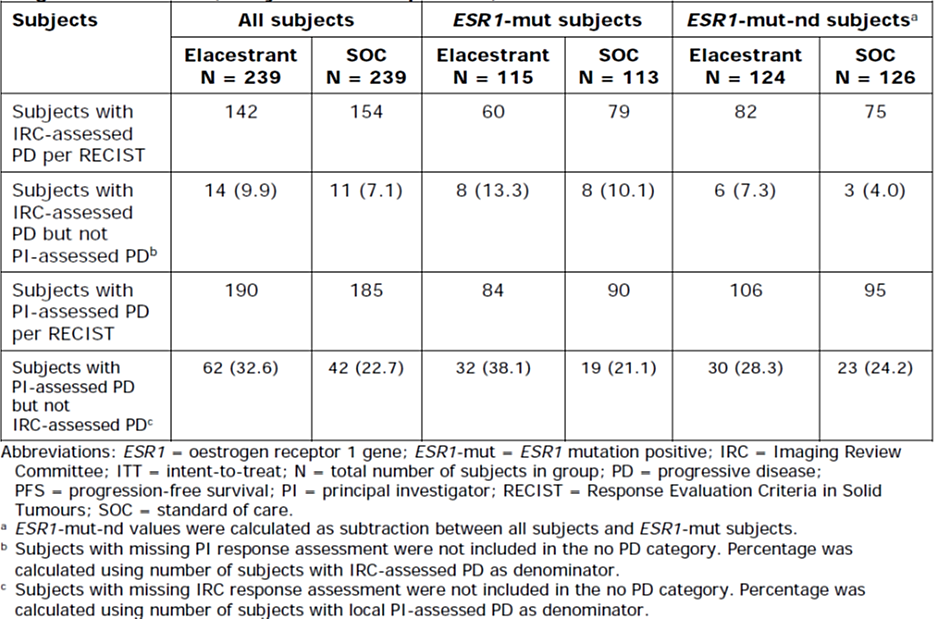 Subjects All subjects ESR1-mut subjects ESR1-mut-nd subjectsᵃ
Elacestrant SOC Elacestrant SOC Elacestrant SOC
N = 239 N = 239 N = 115 N = 113 N = 124 N = 126
Subjects with 142 154 60 79 82 75
IRC-assessed
PD per RECIST
Subjects with 14 (9.9) 11 (7.1) 8 (13.3) 8 (10.1) 6 (7.3) 3 (4.0)
IRC-assessed
PD but not
PI-assessed PDᵇ
Subjects with 190 185 84 90 106 95
PI-assessed PD
per RECIST
Subjects with 62 (32.6) 42 (22.7) 32 (38.1) 19 (21.1) 30 (28.3) 23 (24.2)
PI-assessed PD
but not
IRC-assessed PDᶜ
Abbreviations: ESR1 = oestrogen receptor 1 gene; ESR1-mut = ESR1 mutation positive; IRC = Imaging Review
Committee; ITT = intent-to-treat; N = total number of subjects in group; PD = progressive disease;
PFS = progression-free survival; PI = principal investigator; RECIST = Response Evaluation Criteria in Solid
Tumours; SOC = standard of care.
ᵃ ESR1-mut-nd values were calculated as subtraction between all subjects and ESR1-mut subjects.
ᵇ Subjects with missing PI response assessment were not included in the no PD category. Percentage was
calculated using number of subjects with IRC-assessed PD as denominator.
ᶜ Subjects with missing IRC response assessment were not included in the no PD category. Percentage was
calculated using number of subjects with local PI-assessed PD as denominator.